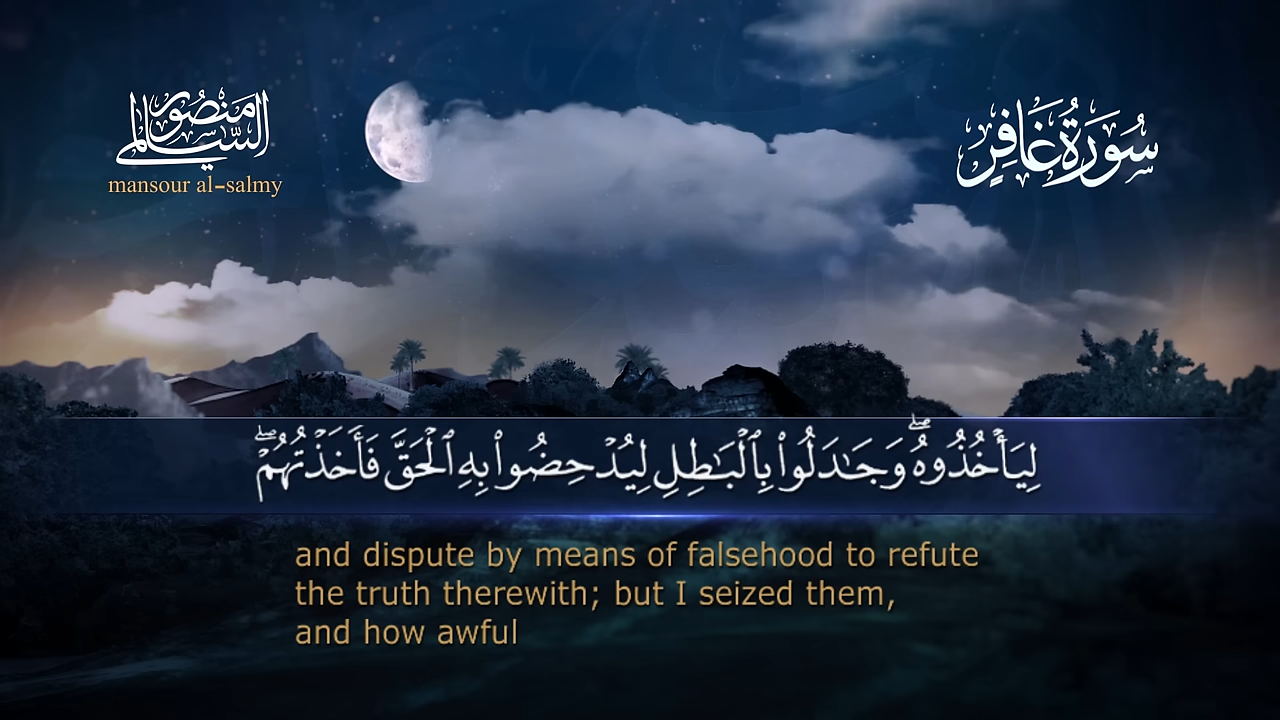 المنصور السالمي
mansour al-salmy
سُورَةُ غَافِرٍ
لِيَأْخُذُوهُ ۖ وَجَـٰدَلُوا۟ بِٱلْبَـٰطِلِ لِيُدْحِضُوا۟ بِهِ ٱلْحَقَّ فَأَخَذْتُهُمْ ۖ
and dispute by means of falsehood to refute
the truth therewith; but I seized them,
and how awful